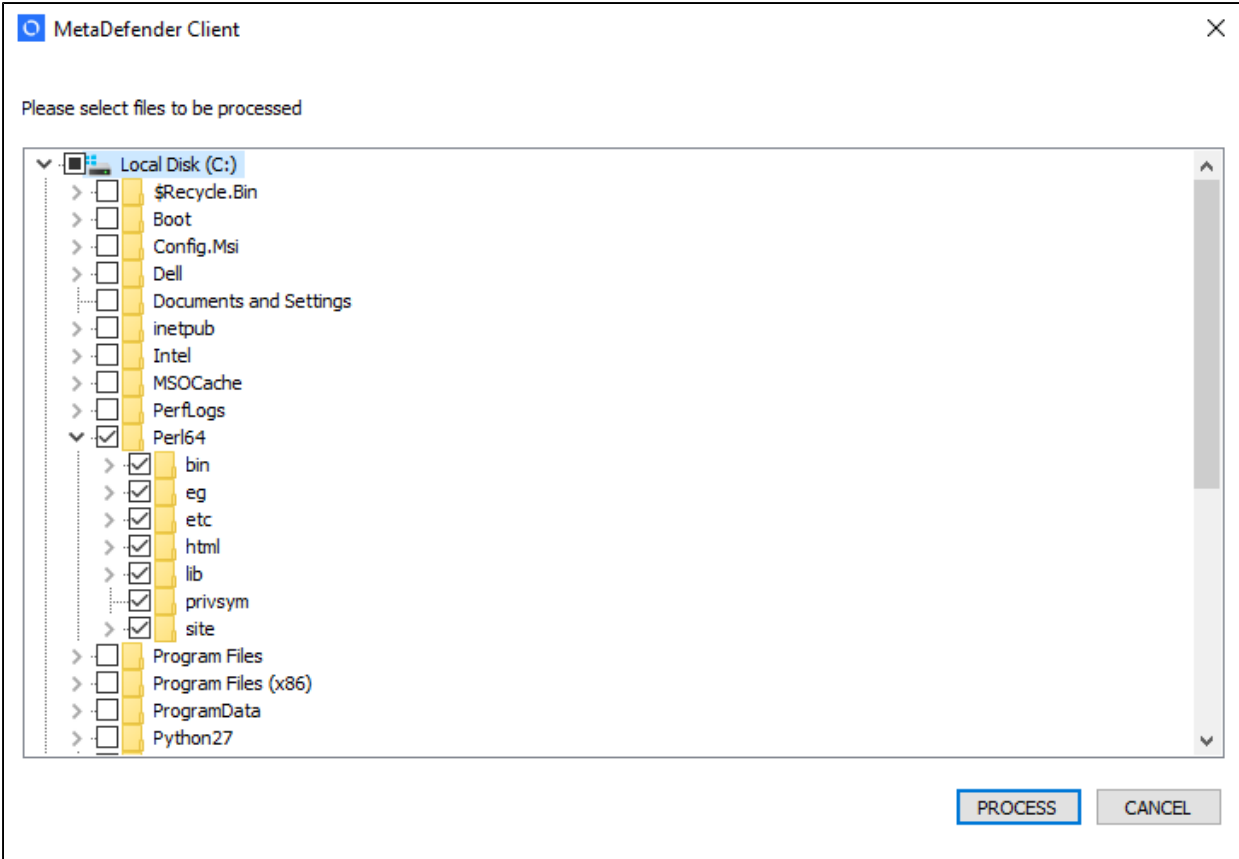 MetaDefender Client
Please select files to be processed
Local Disk (C:)
$Recycle.Bin
Boot
Config.Msi
Dell
Documents and Settings
inetpub
Intel
MSOCache
PerfLogs
Perl64
bin
eg
etc
html
lib
privsym
site
Program Files
Program Files (x86)
ProgramData
Python27
PROCESS CANCEL